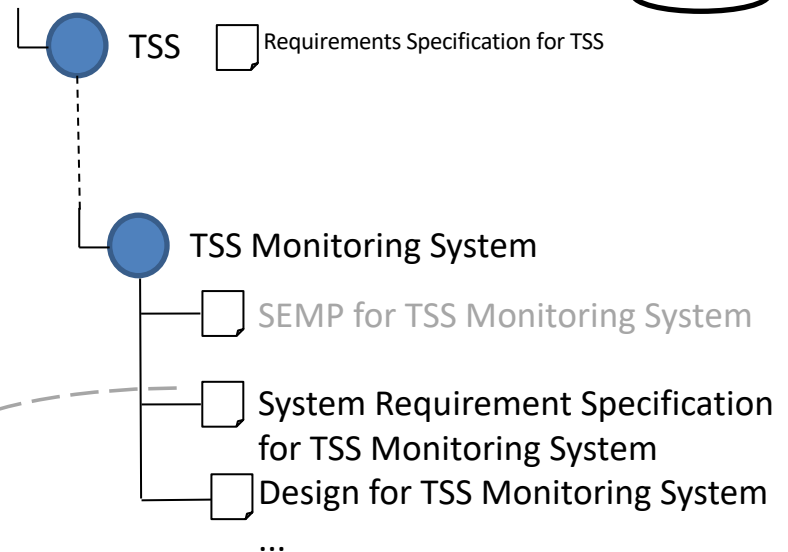 TSS
Requirements Specification for TSS
TSS Monitoring System
SEMP for TSS Monitoring System
System Requirement Specification
for TSS Monitoring System
Design for TSS Monitoring System
...